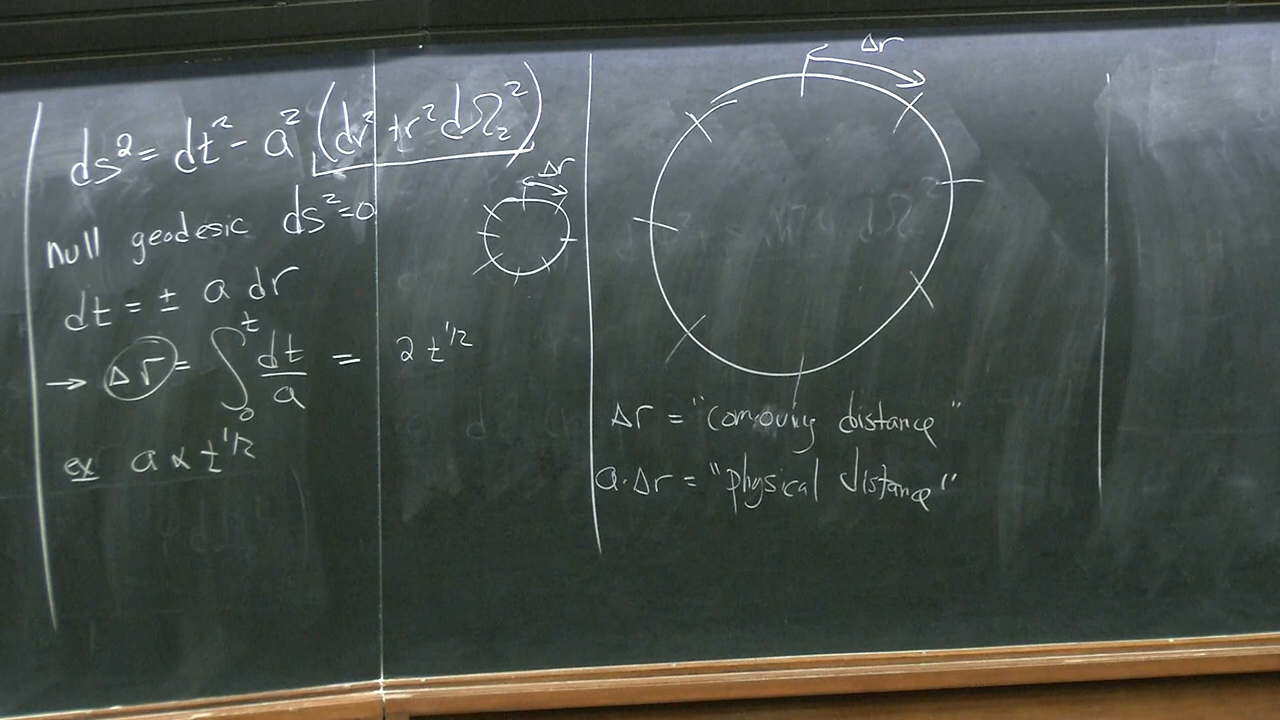 ds² = dt² - a² (dr² + r² dΩ₂²)
null geodesic ds² = 0
dt = ± a dr
→ Δr = ∫₀ᵗ dt/a = 2 t^1/2
ex a ∝ t^1/2
Δr
Δr
Δr = "comoving distance"
a·Δr = "physical distance"